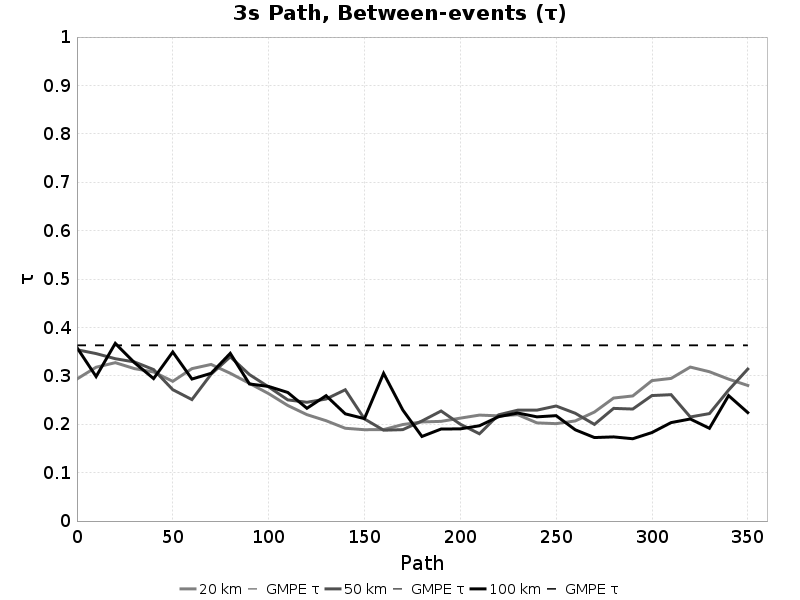 3s Path, Between-events (τ)
1
0.9
0.8
0.7
0.6
0.5
0.4
0.3
0.2
0.1
0
τ
0 50 100 150 200 250 300 350
Path
20 km GMPE τ 50 km GMPE τ 100 km GMPE τ